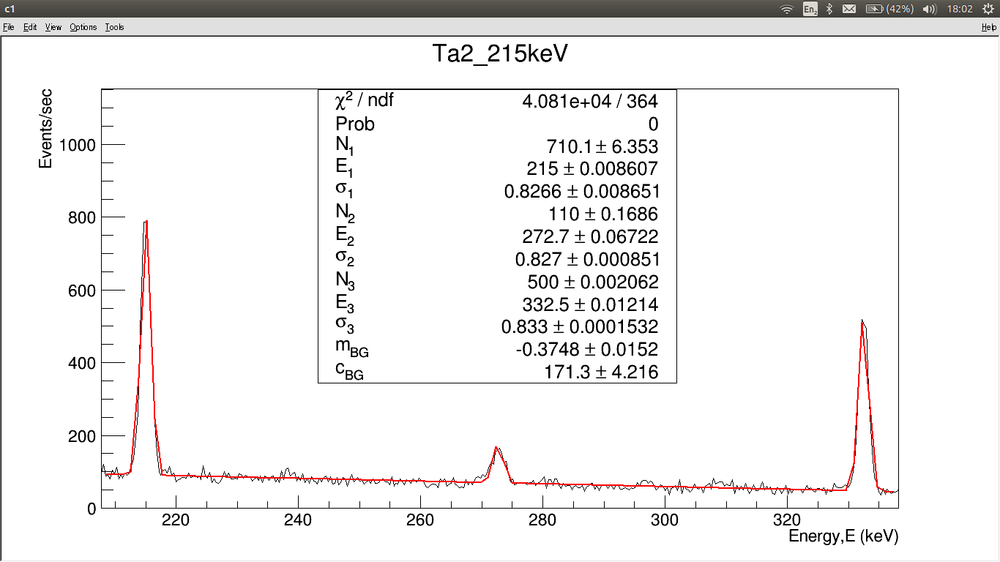 c1
En2 (42%) 18:02
File Edit View Options Tools Help
Ta2_215keV
Events/sec
χ2 / ndf 4.081e+04 / 364
Prob 0
N1 710.1 ± 6.353
E1 215 ± 0.008607
σ1 0.8266 ± 0.008651
N2 110 ± 0.1686
E2 272.7 ± 0.06722
σ2 0.827 ± 0.000851
N3 500 ± 0.002062
E3 332.5 ± 0.01214
σ3 0.833 ± 0.0001532
mBG -0.3748 ± 0.0152
cBG 171.3 ± 4.216
1000
800
600
400
200
0
220 240 260 280 300 320
Energy,E (keV)